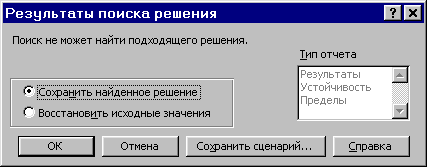 Результаты поиска решения
Поиск не может найти подходящего решения.
Тип отчета
Сохранить найденное решение
Восстановить исходные значения
Результаты
Устойчивость
Пределы
OK
Отмена
Сохранить сценарий...
Справка